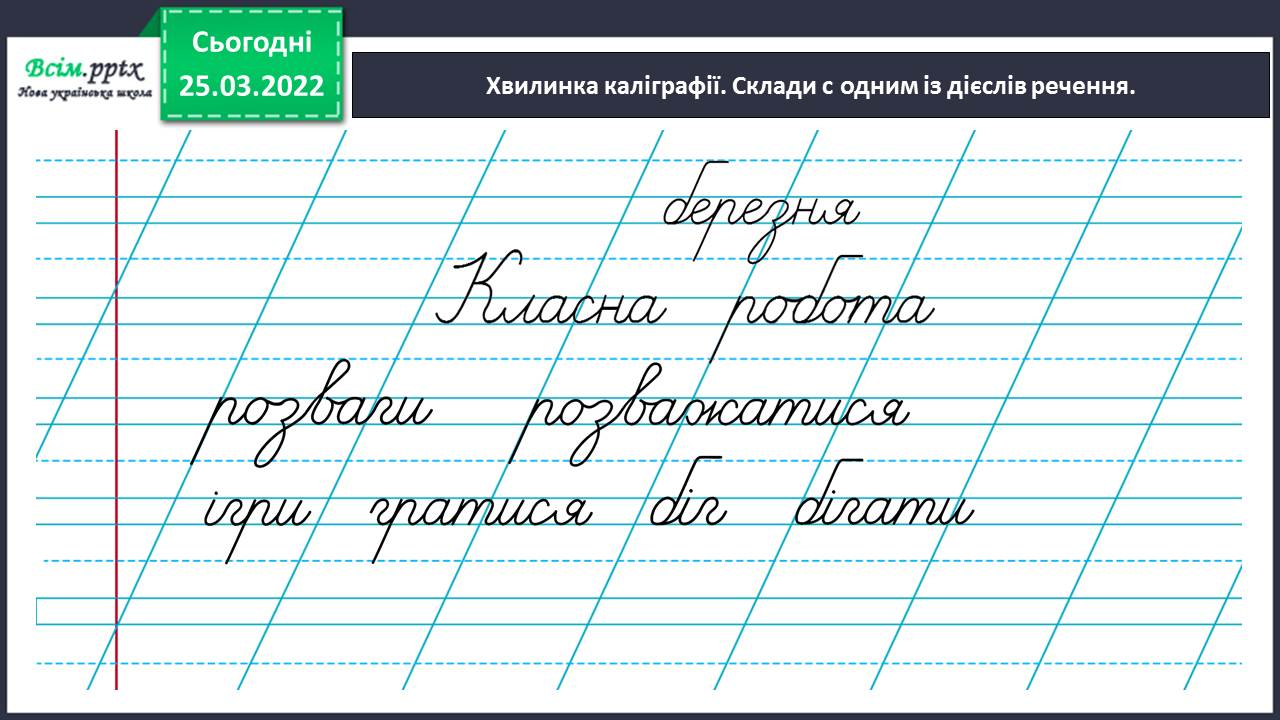 Всім.pptx
Нова українська школа
Сьогодні
25.03.2022
Хвилинка каліграфії. Склади с одним із дієслів речення.
березня
Класна робота
розваги розважатися
ігри гратися біг бігати